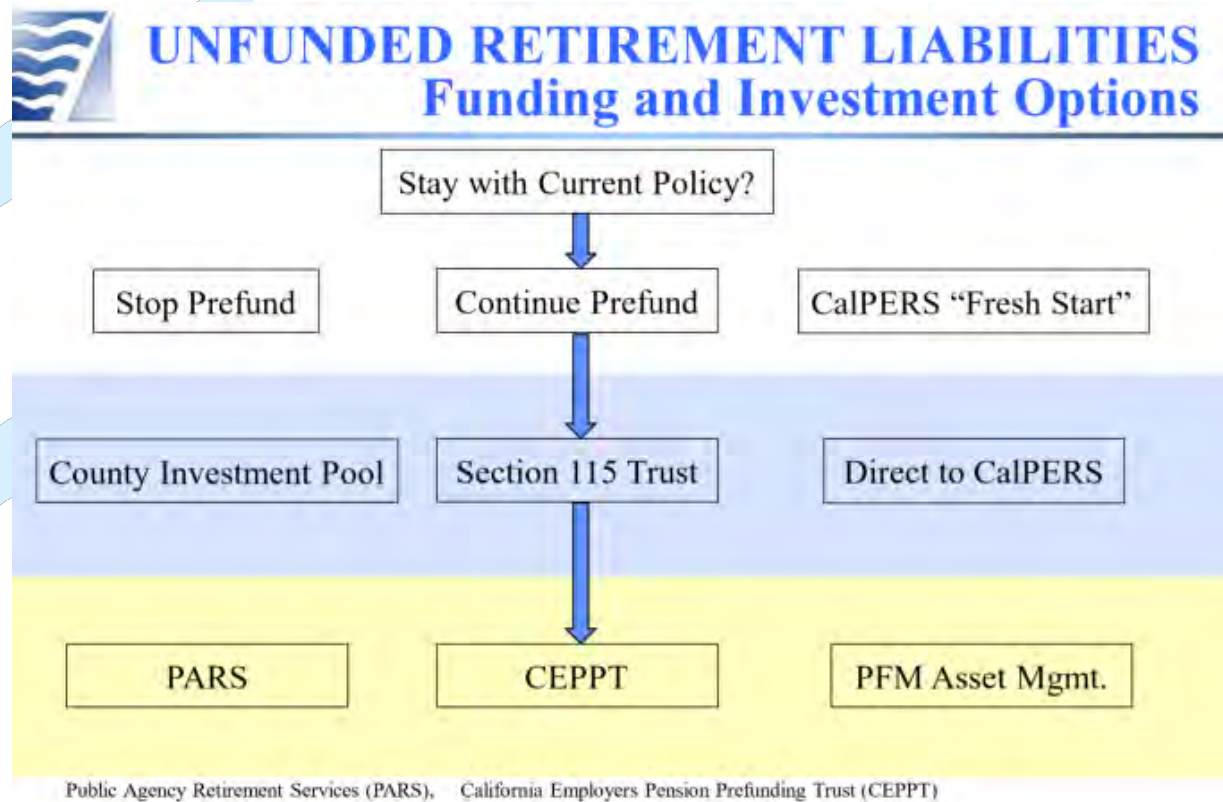 UNFUNDED RETIREMENT LIABILITIES
Funding and Investment Options
Stay with Current Policy?
Stop Prefund
Continue Prefund
CalPERS “Fresh Start”
County Investment Pool
Section 115 Trust
Direct to CalPERS
PARS
CEPPT
PFM Asset Mgmt.
Public Agency Retirement Services (PARS), California Employers Pension Prefunding Trust (CEPPT)